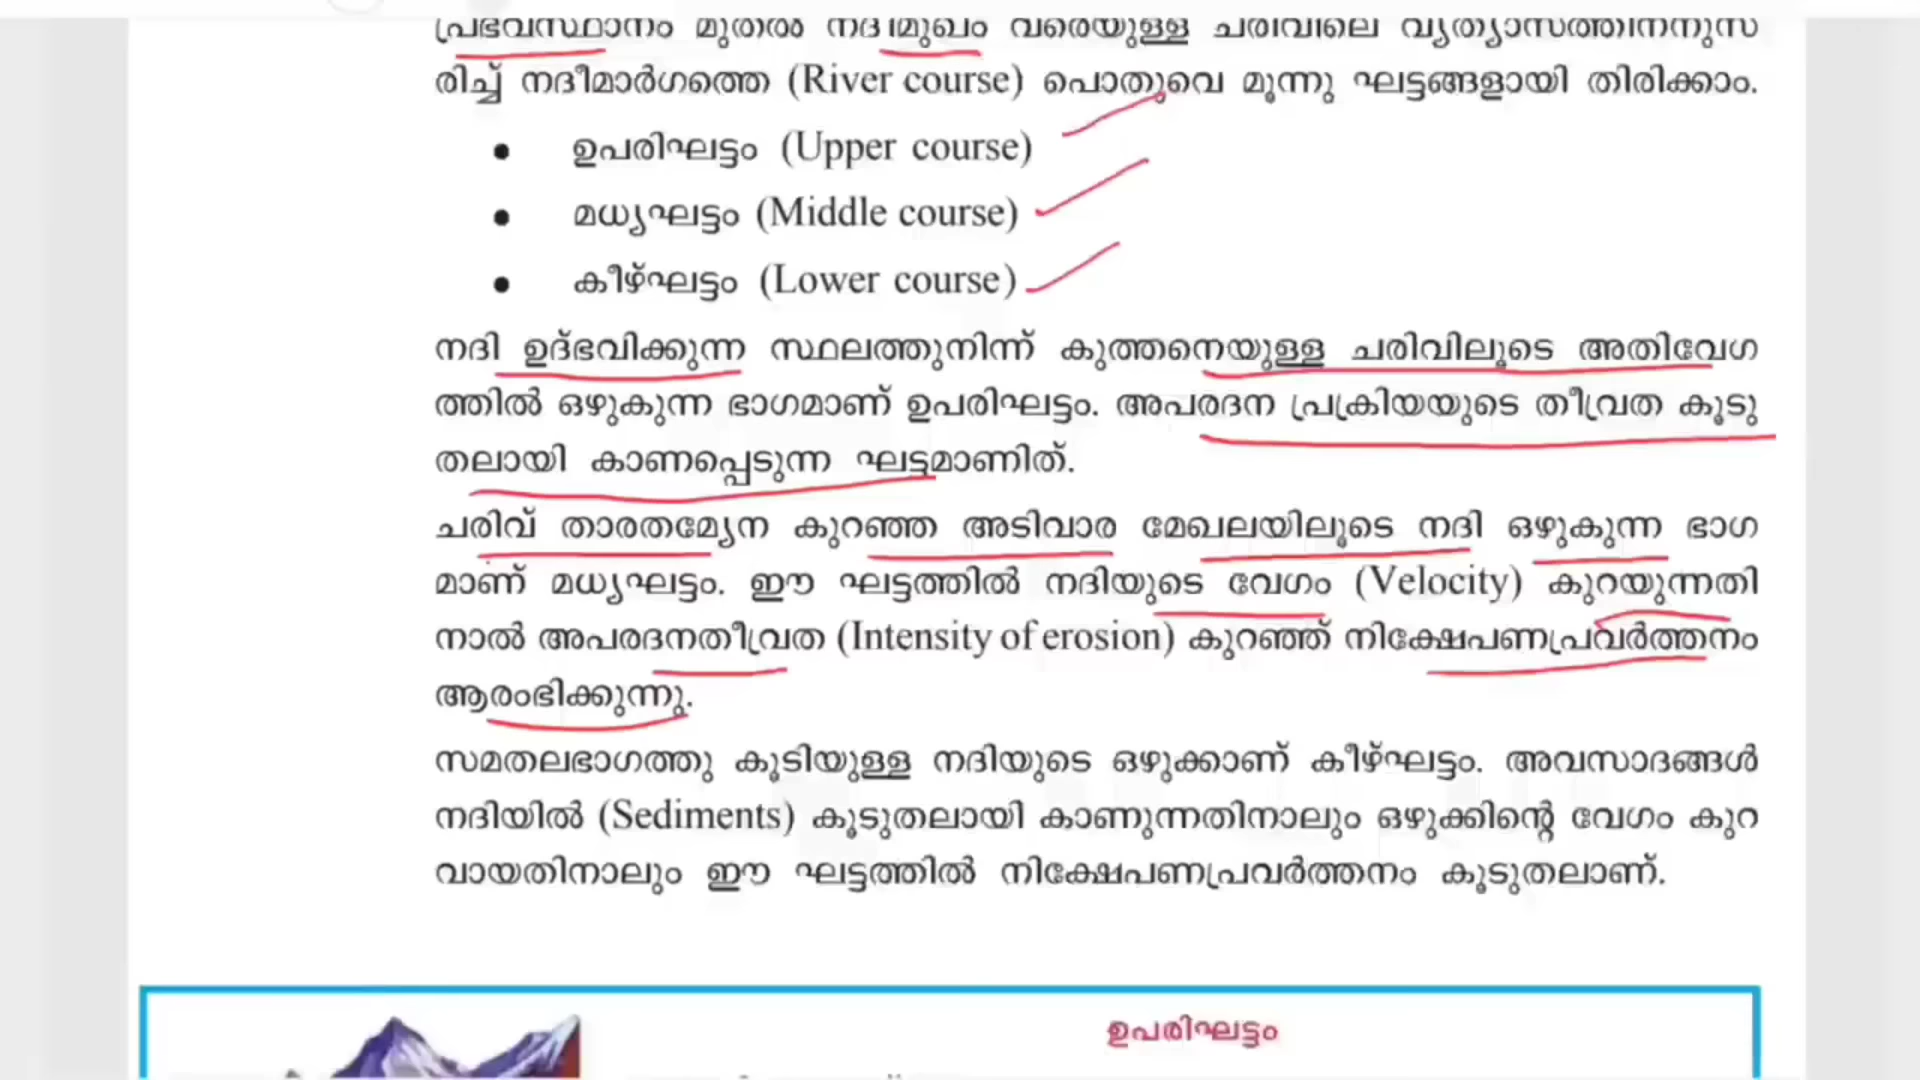 പ്രഭവസ്ഥാനം മുതൽ നദീമുഖം വരെയുള്ള ചരിവിലെ വ്യത്യാസത്തിനനുസ
രിച്ച് നദീമാർഗത്തെ (River course) പൊതുവെ മൂന്നു ഘട്ടങ്ങളായി തിരിക്കാം.
• ഉപരിഘട്ടം (Upper course)
• മധ്യഘട്ടം (Middle course)
• കീഴ്ഘട്ടം (Lower course)
നദി ഉദ്ഭവിക്കുന്ന സ്ഥലത്തുനിന്ന് കുത്തനെയുള്ള ചരിവിലൂടെ അതിവേഗ
ത്തിൽ ഒഴുകുന്ന ഭാഗമാണ് ഉപരിഘട്ടം. അപരദന പ്രക്രിയയുടെ തീവ്രത കൂടു
തലായി കാണപ്പെടുന്ന ഘട്ടമാണിത്.
ചരിവ് താരതമ്യേന കുറഞ്ഞ അടിവാര മേഖലയിലൂടെ നദി ഒഴുകുന്ന ഭാഗ
മാണ് മധ്യഘട്ടം. ഈ ഘട്ടത്തിൽ നദിയുടെ വേഗം (Velocity) കുറയുന്നതി
നാൽ അപരദനതീവ്രത (Intensity of erosion) കുറഞ്ഞ് നിക്ഷേപണപ്രവർത്തനം
ആരംഭിക്കുന്നു.
സമതലഭാഗത്തു കൂടിയുള്ള നദിയുടെ ഒഴുക്കാണ് കീഴ്ഘട്ടം. അവസാദങ്ങൾ
നദിയിൽ (Sediments) കൂടുതലായി കാണുന്നതിനാലും ഒഴുക്കിന്റെ വേഗം കുറ
വായതിനാലും ഈ ഘട്ടത്തിൽ നിക്ഷേപണപ്രവർത്തനം കൂടുതലാണ്.
ഉപരിഘട്ടം